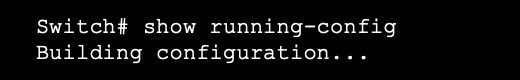 Switch# show running-config
Building configuration...